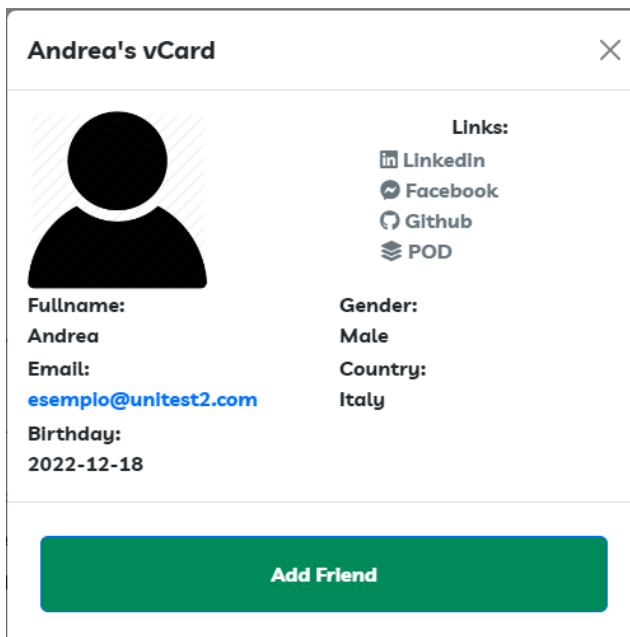 Andrea's vCard
Links:
Linkedin
Facebook
Github
POD
Fullname:
Andrea
Gender:
Male
Email:
esempio@unitest2.com
Country:
Italy
Birthday:
2022-12-18
Add Friend